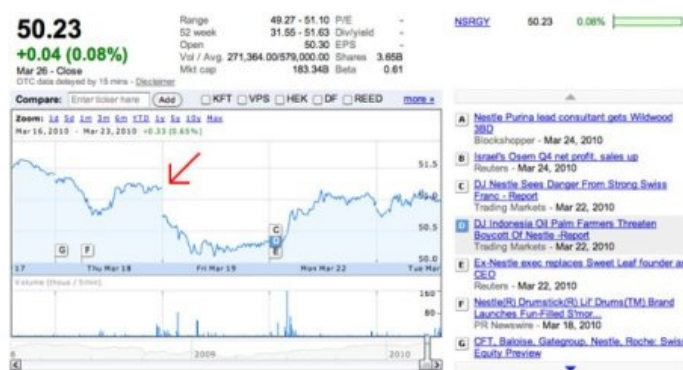 50.23
+0.04 (0.08%)
Mar 26 - Close
OTC data delayed by 15 mins - Disclaimer
Range 49.27 - 51.10 P/E -
52 week 31.55 - 51.63 Div/yield -
Open 50.30 EPS -
Vol / Avg. 271,364.00/579,000.00 Shares 3.65B
Mkt cap 183.34B Beta 0.61
NSRGY 50.23 0.08%
Compare: Enter ticker here Add KFT VPS HEK DF REED more »
Zoom: 1d 5d 1m 3m 6m YTD 1y 5y 10y Max
Mar 16, 2010 - Mar 23, 2010 +0.33 (0.65%)
51.5
51.0
50.5
50.0
G F C D E
17 Thu Mar 18 Fri Mar 19 Mon Mar 22 Tue Mar
Volume (thous / 5min)
160
80
2009 2010
A Nestle Purina lead consultant gets Wildwood
3BD
Blockshopper - Mar 24, 2010
B Israel's Osem Q4 net profit, sales up
Reuters - Mar 24, 2010
C DJ Nestle Sees Danger From Strong Swiss
Franc - Report
Trading Markets - Mar 22, 2010
D DJ Indonesia Oil Palm Farmers Threaten
Boycott Of Nestle -Report
Trading Markets - Mar 22, 2010
E Ex-Nestle exec replaces Sweet Leaf founder as
CEO
Reuters - Mar 22, 2010
F Nestle(R) Drumstick(R) Lil' Drums(TM) Brand
Launches Fun-Filled S'mor...
PR Newswire - Mar 18, 2010
G CFT, Baloise, Galegroup, Nestle, Roche: Swiss
Equity Preview